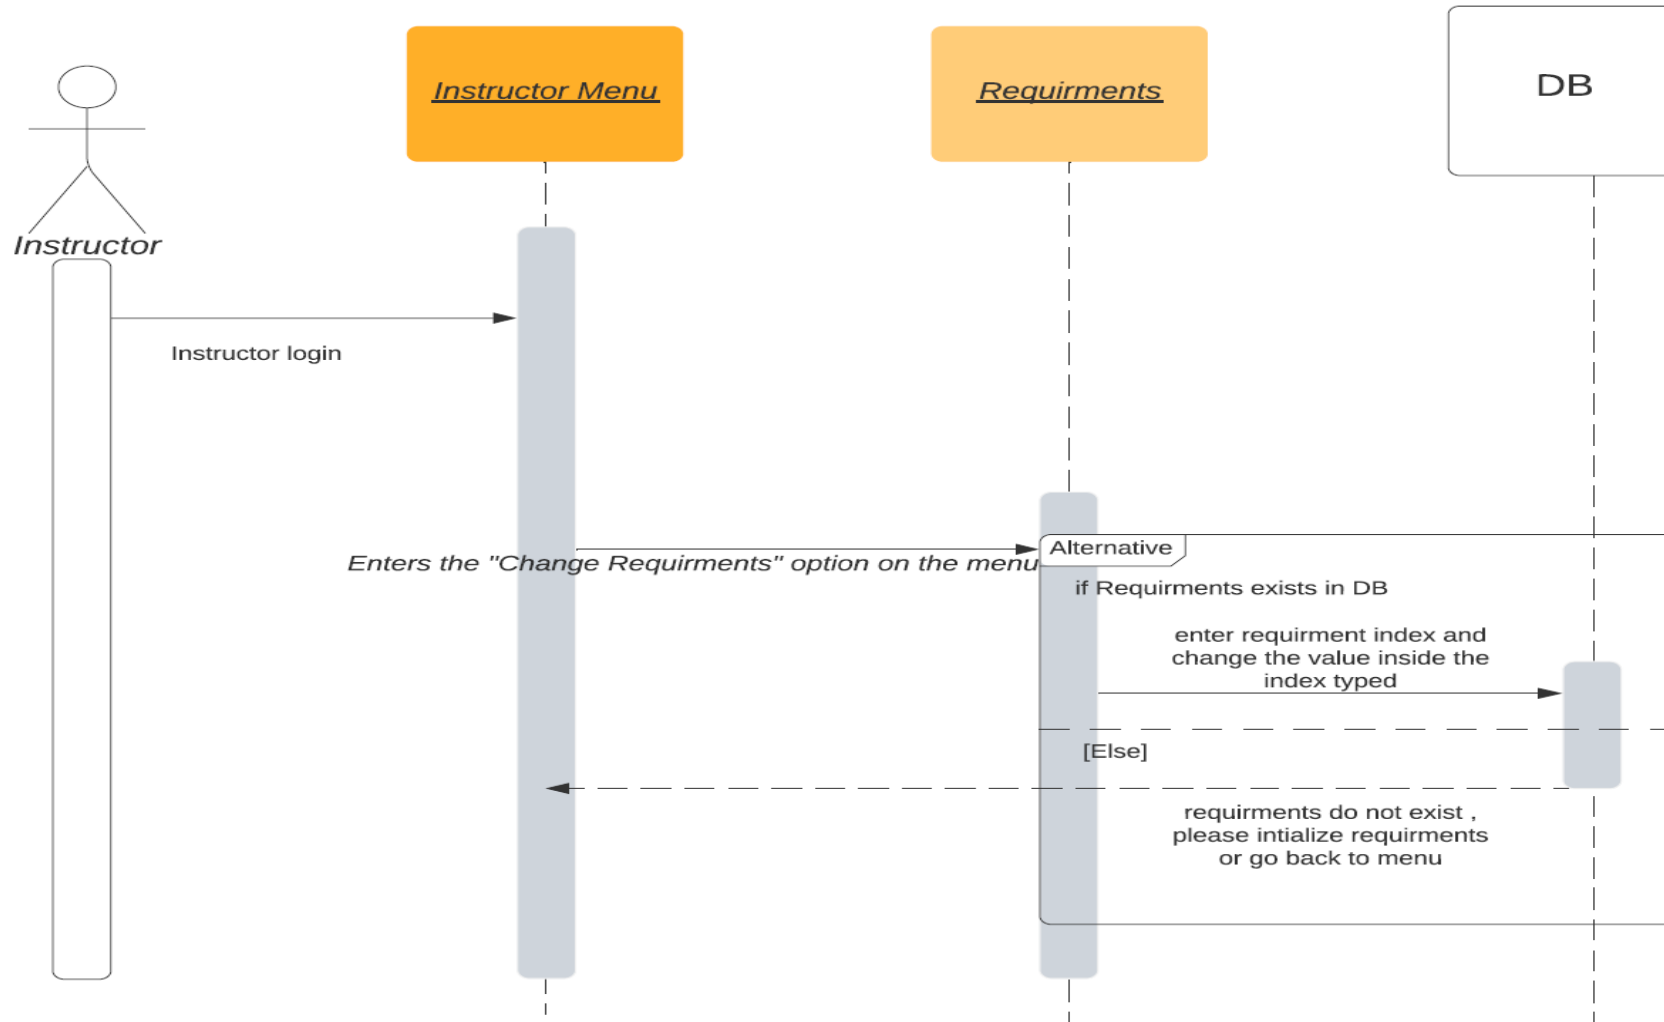 Instructor Menu
Requirments
DB
Instructor
Instructor login
Enters the "Change Requirments" option on the menu
Alternative
if Requirments exists in DB
enter requirment index and
change the value inside the
index typed
[Else]
requirments do not exist ,
please intialize requirments
or go back to menu